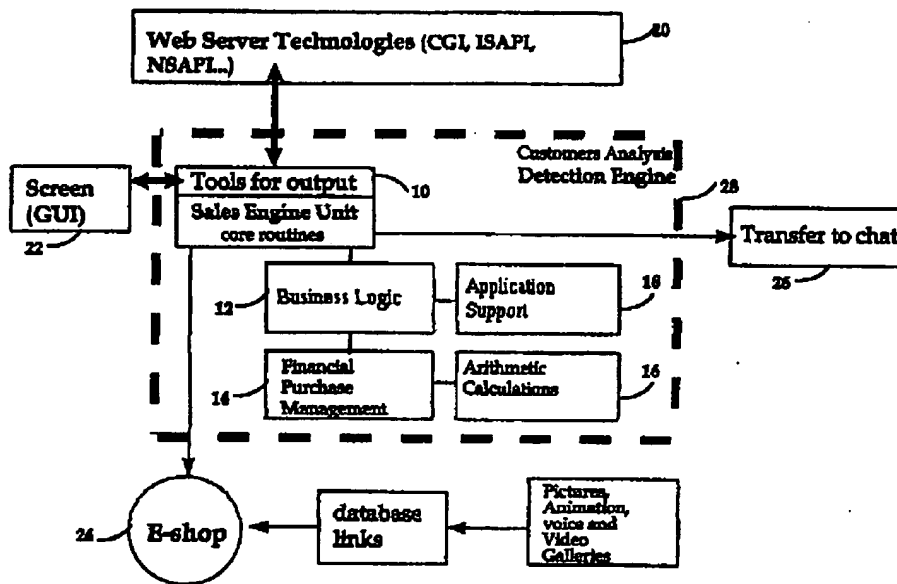 Web Server Technologies (CGI, ISAPI,
NSAPI...)
20
Customers Analysis
Detection Engine
28
Screen
(GUI)
22
Tools for output
10
Sales Engine Unit
core routines
Transfer to chat
26
12
Business Logic
Application
Support
18
14
Financial
Purchase
Management
Arithmetic
Calculations
16
24
E-shop
database
links
Pictures,
Animation,
voice and
Video
Galleries